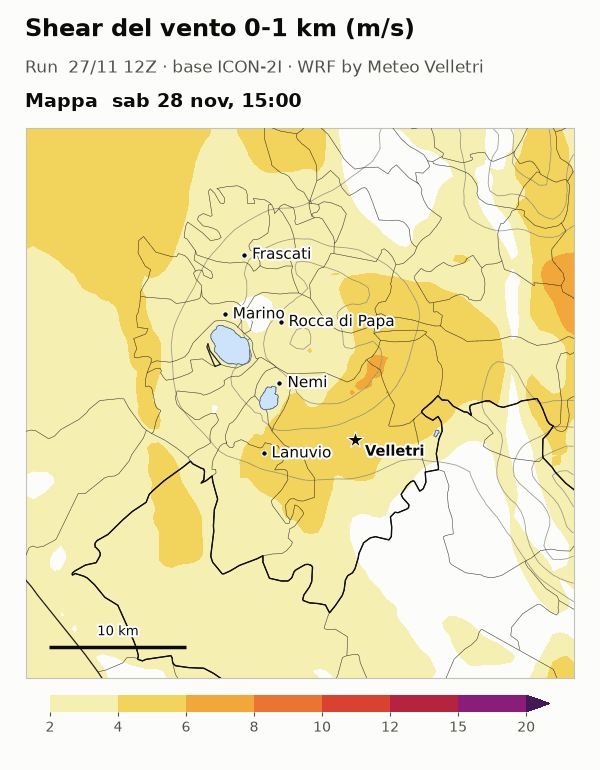 Shear del vento 0-1 km (m/s)
Run  27/11 12Z · base ICON-2I · WRF by Meteo Velletri
Mappa  sab 28 nov, 15:00
Frascati
Marino
Rocca di Papa
Nemi
Velletri
Lanuvio
10 km
2 4 6 8 10 12 15 20